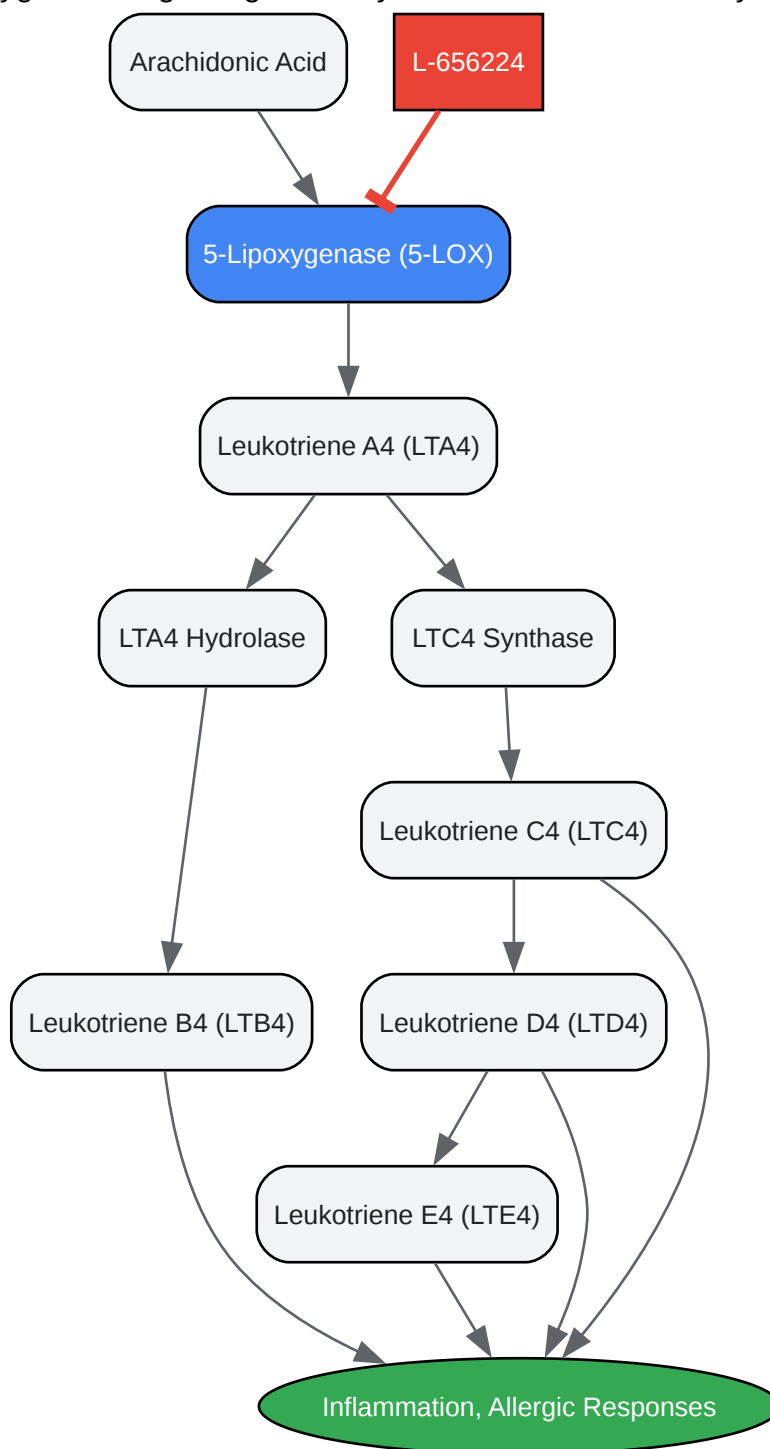 Arachidonic Acid
L-656224
5-Lipoxygenase (5-LOX)
Leukotriene A4 (LTA4)
LTA4 Hydrolase
LTC4 Synthase
Leukotriene C4 (LTC4)
Leukotriene B4 (LTB4)
Leukotriene D4 (LTD4)
Leukotriene E4 (LTE4)
Inflammation, Allergic Responses